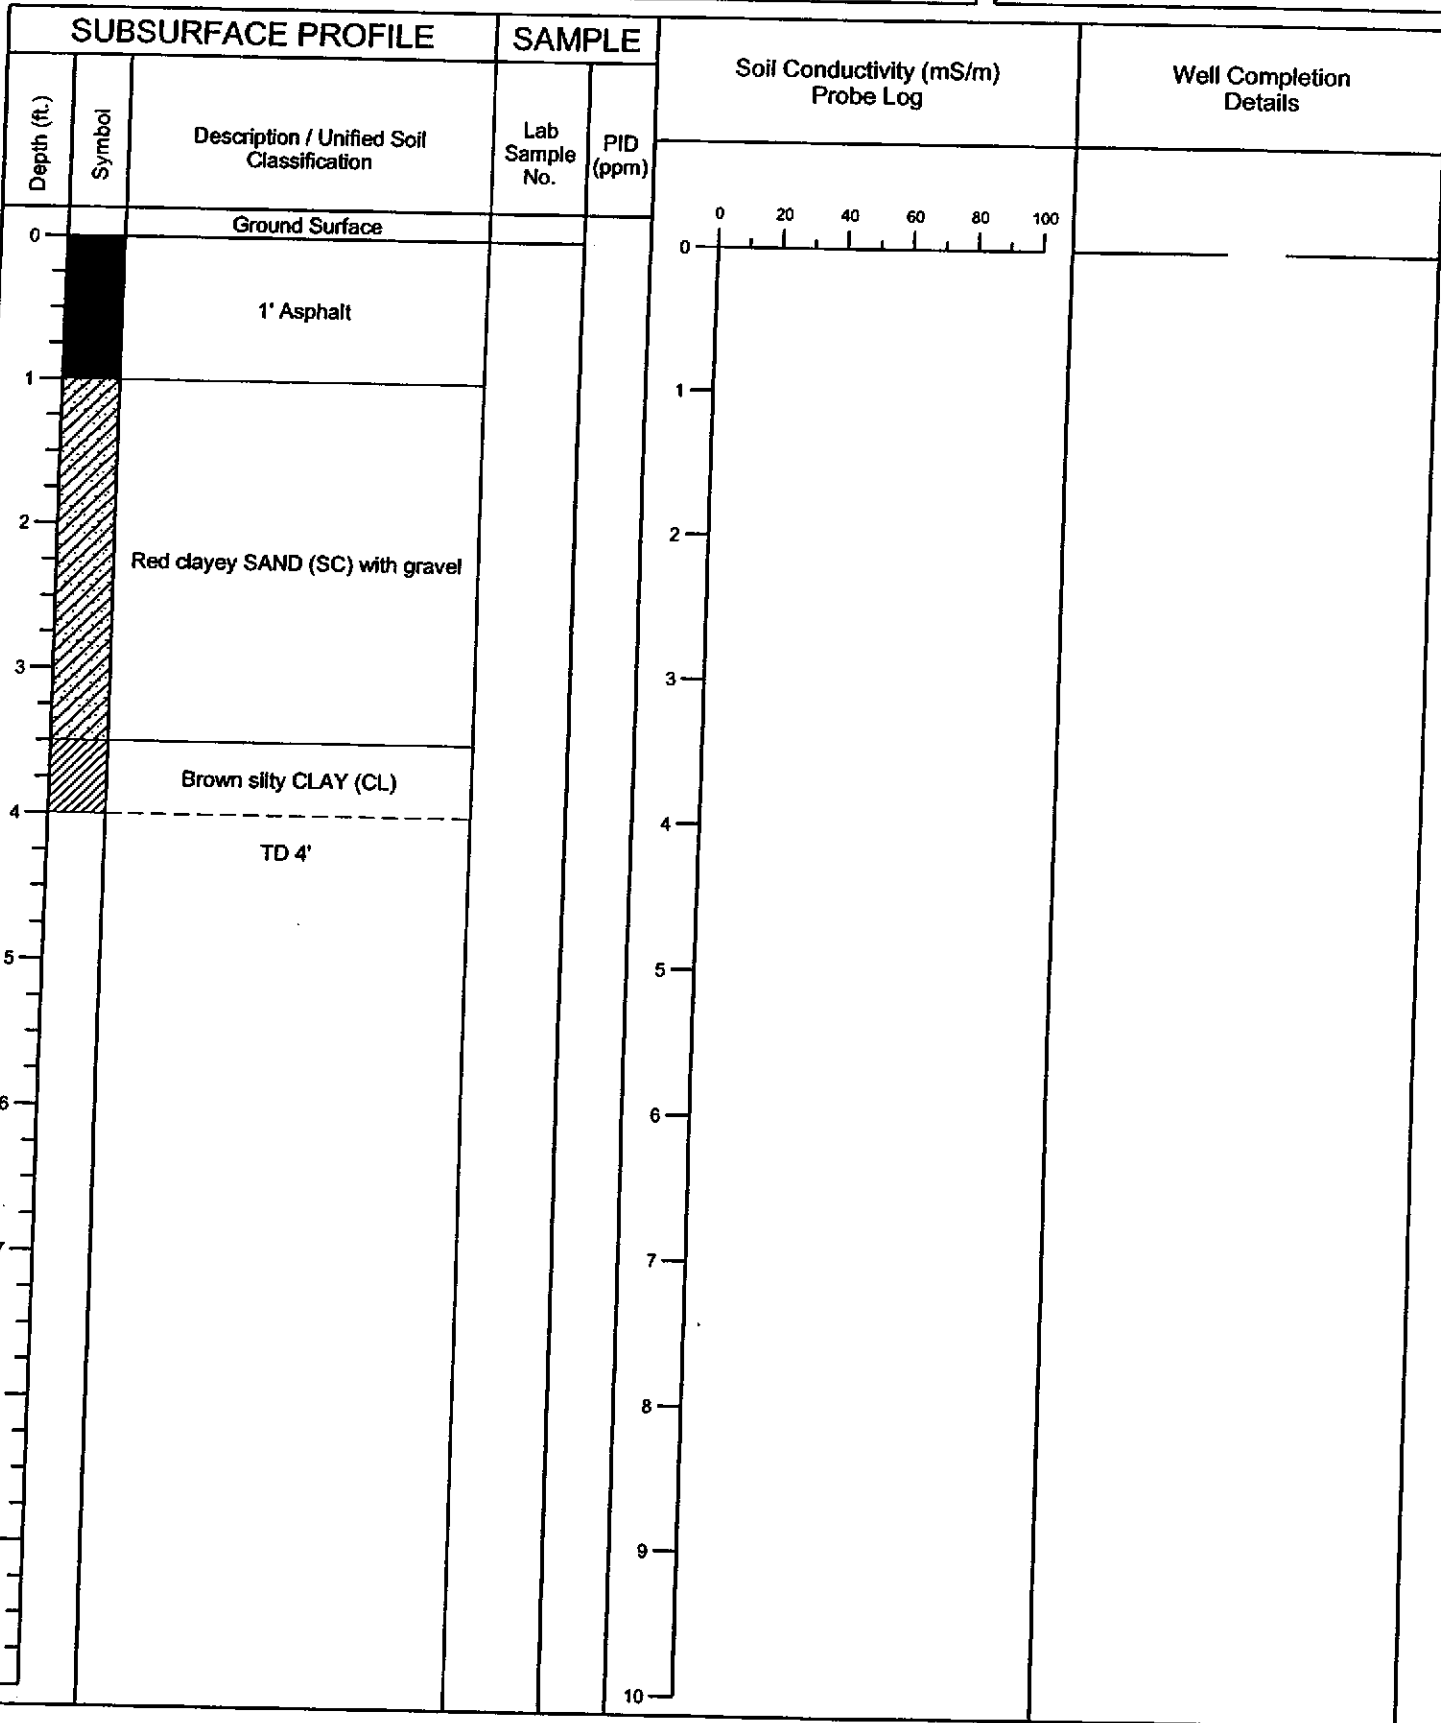 SUBSURFACE PROFILE
SAMPLE
Soil Conductivity (mS/m)
Probe Log
Well Completion
Details
Depth (ft.)
Symbol
Description / Unified Soil
Classification
Lab
Sample
No.
PID
(ppm)
Ground Surface
0 20 40 60 80 100
0
0
1' Asphalt
1
1
2
2
Red clayey SAND (SC) with gravel
3
3
Brown silty CLAY (CL)
4
4
TD 4'
5
5
6
6
7
8
9
10